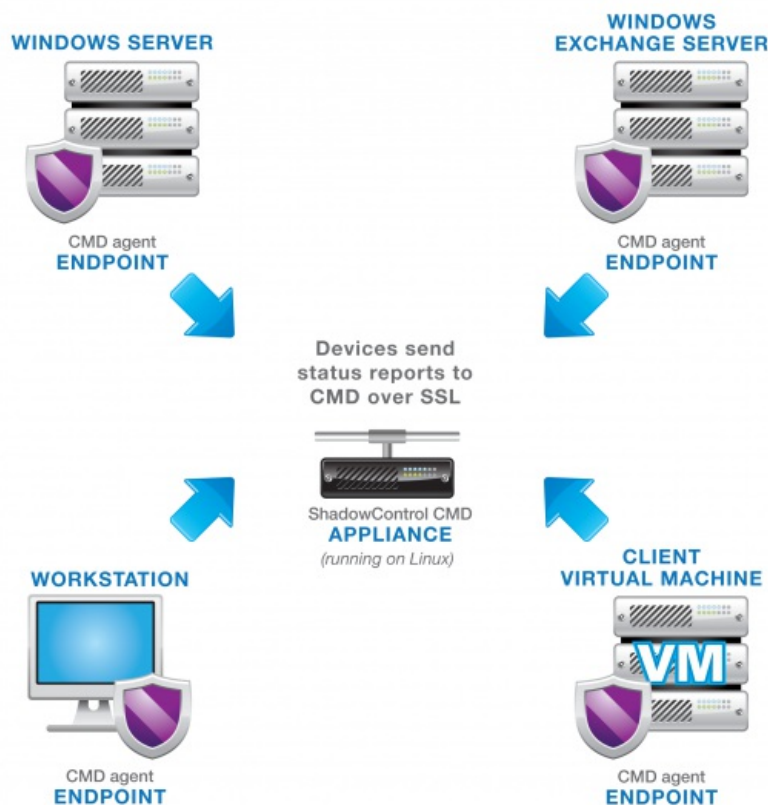 WINDOWS SERVER
CMD agent
ENDPOINT
WINDOWS
EXCHANGE SERVER
CMD agent
ENDPOINT
Devices send
status reports to
CMD over SSL
ShadowControl CMD
APPLIANCE
(running on Linux)
WORKSTATION
CMD agent
ENDPOINT
CLIENT
VIRTUAL MACHINE
VM
CMD agent
ENDPOINT